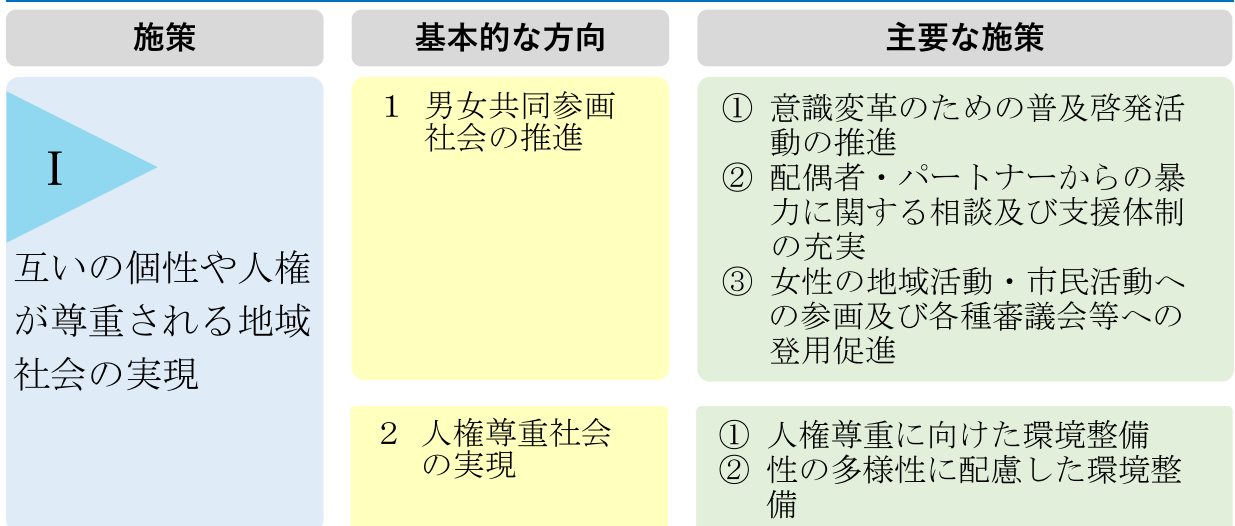 施策
基本的な方向
主要な施策
Ⅰ
互いの個性や人権
が尊重される地域
社会の実現
１ 男女共同参画
社会の推進
① 意識変革のための普及啓発活
動の推進
② 配偶者・パートナーからの暴
力に関する相談及び支援体制
の充実
③ 女性の地域活動・市民活動へ
の参画及び各種審議会等への
登用促進
２ 人権尊重社会
の実現
① 人権尊重に向けた環境整備
② 性の多様性に配慮した環境整
備